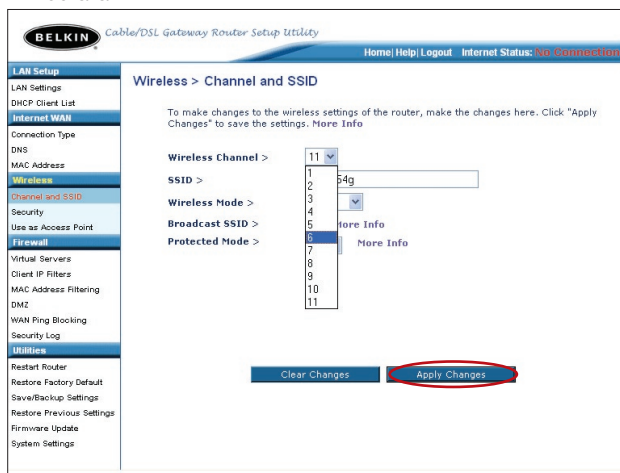 BELKIN Cable/DSL Gateway Router Setup Utility
Home| Help| Logout Internet Status: No Connection
LAN Setup
LAN Settings
DHCP Client List
Internet WAN
Connection Type
DNS
MAC Address
Wireless
Channel and SSID
Security
Use as Access Point
Firewall
Virtual Servers
Client IP Filters
MAC Address Filtering
DMZ
WAN Ping Blocking
Security Log
Utilities
Restart Router
Restore Factory Default
Save/Backup Settings
Restore Previous Settings
Firmware Update
System Settings
Wireless > Channel and SSID
To make changes to the wireless settings of the router, make the changes here. Click "Apply
Changes" to save the settings. More Info
Wireless Channel > 11
SSID > 54g
Wireless Mode >
Broadcast SSID > More Info
Protected Mode > More Info
1
2
3
4
5
6
7
8
9
10
11
Clear Changes Apply Changes